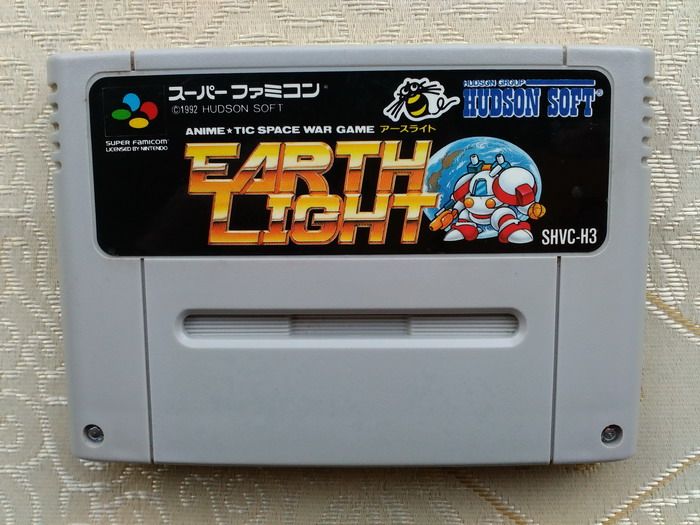 スーパーファミコン®
©1992 HUDSON SOFT
HUDSON GROUP
HUDSON SOFT®
SUPER FAMICOM
LICENSED BY NINTENDO
ANIME★TIC SPACE WAR GAME アースライト
EARTH
LIGHT
SHVC-H3